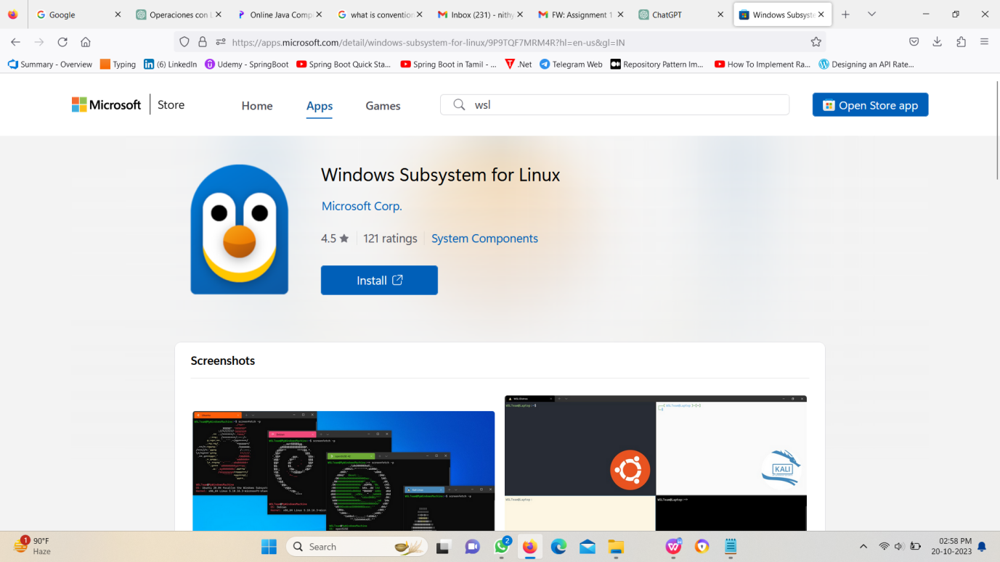 Google
Operaciones con L
Online Java Comp
what is convention
Inbox (231) - nithy
FW: Assignment 1
ChatGPT
Windows Subsyste
https://apps.microsoft.com/detail/windows-subsystem-for-linux/9P9TQF7MRM4R?hl=en-us&gl=IN
Summary - Overview
Typing
(6) LinkedIn
Udemy - SpringBoot
Spring Boot Quick Sta...
Spring Boot in Tamil - ...
.Net
Telegram Web
Repository Pattern Im...
How To Implement Ra...
Designing an API Rate...
Microsoft
Store
Home
Apps
Games
wsl
Open Store app
Windows Subsystem for Linux
Microsoft Corp.
4.5
121 ratings
System Components
Install
Screenshots
KALI
1
90°F
Haze
Search
2
02:58 PM
20-10-2023